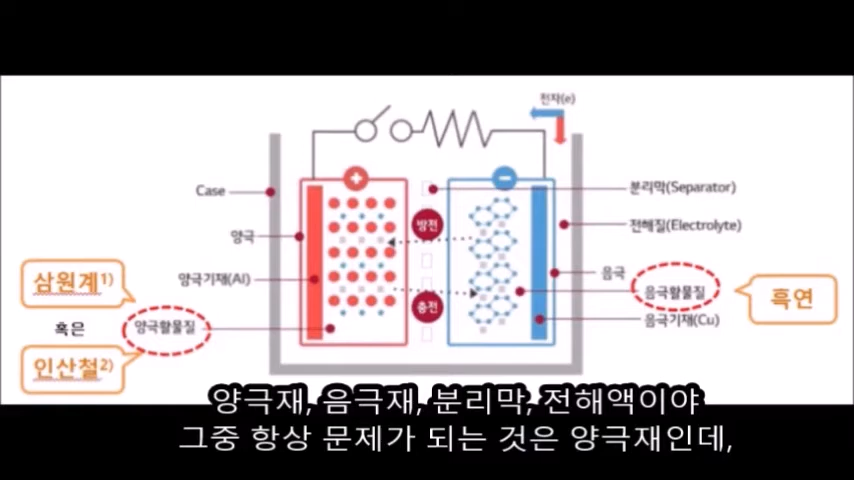 전자(e)
+
−
Case
분리막(Separator)
방전
양극
전해질(Electrolyte)
삼원계1)
양극기재(Al)
음극
음극활물질
흑연
충전
혹은
양극활물질
음극기재(Cu)
인산철2)
양극재, 음극재, 분리막, 전해액이야
그중 항상 문제가 되는 것은 양극재인데,